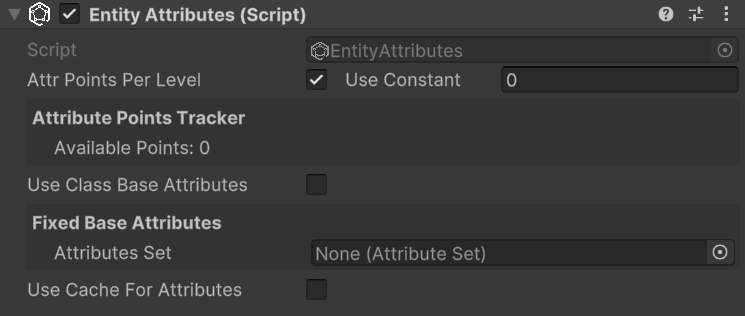 Entity Attributes (Script)
Script EntityAttributes
Attr Points Per Level Use Constant 0
Attribute Points Tracker
Available Points: 0
Use Class Base Attributes
Fixed Base Attributes
Attributes Set None (Attribute Set)
Use Cache For Attributes